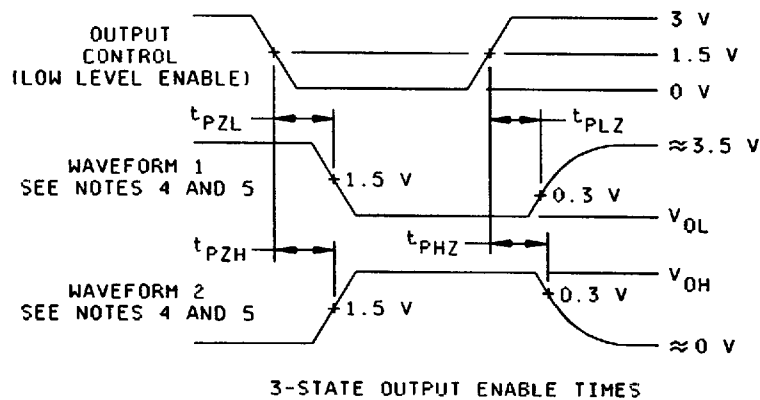 OUTPUT
CONTROL
(LOW LEVEL ENABLE)
3 V
1.5 V
0 V
tPZL
tPLZ
WAVEFORM 1
SEE NOTES 4 AND 5
1.5 V
0.3 V
≈3.5 V
VOL
tPZH
tPHZ
WAVEFORM 2
SEE NOTES 4 AND 5
1.5 V
0.3 V
VOH
≈0 V
3-STATE OUTPUT ENABLE TIMES